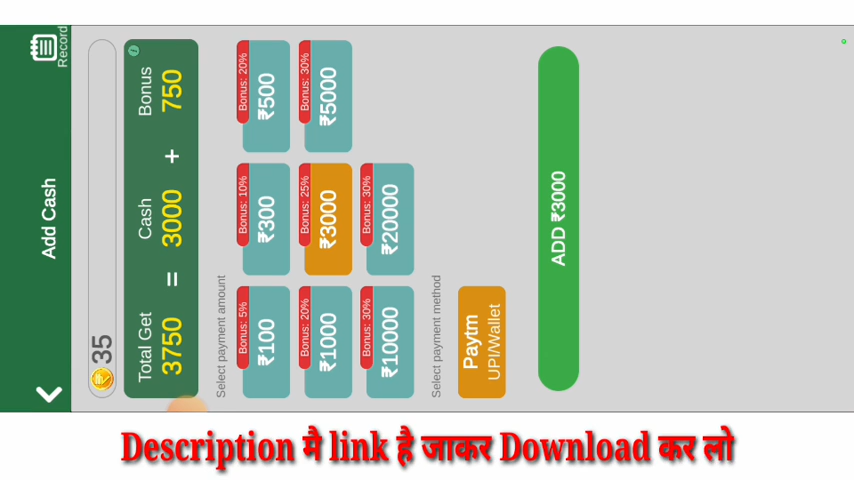 Add Cash
Record
35
Total Get = Cash + Bonus
3750 = 3000 + 750
Select payment amount
Bonus: 5% Bonus: 10% Bonus: 20%
₹100 ₹300 ₹500
Bonus: 20% Bonus: 25% Bonus: 30%
₹1000 ₹3000 ₹5000
Bonus: 30% Bonus: 30%
₹10000 ₹20000
Select payment method
Paytm
UPI/Wallet
ADD ₹3000
Description मै link है जाकर Download कर लो